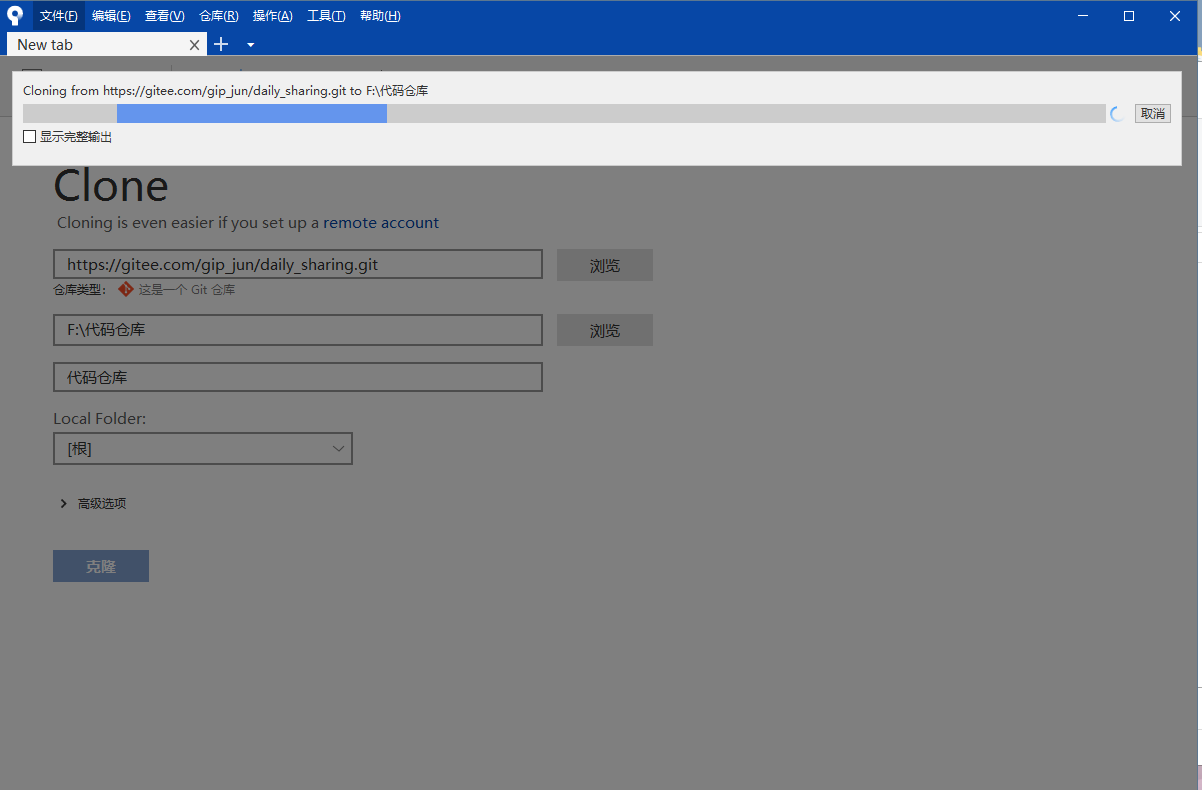 文件(F) 编辑(E) 查看(V) 仓库(R) 操作(A) 工具(T) 帮助(H)
New tab
Cloning from https://gitee.com/gip_jun/daily_sharing.git to F:\代码仓库
取消
显示完整输出
Clone
Cloning is even easier if you set up a remote account
https://gitee.com/gip_jun/daily_sharing.git 浏览
仓库类型： 这是一个 Git 仓库
F:\代码仓库 浏览
代码仓库
Local Folder:
[根]
高级选项
克隆